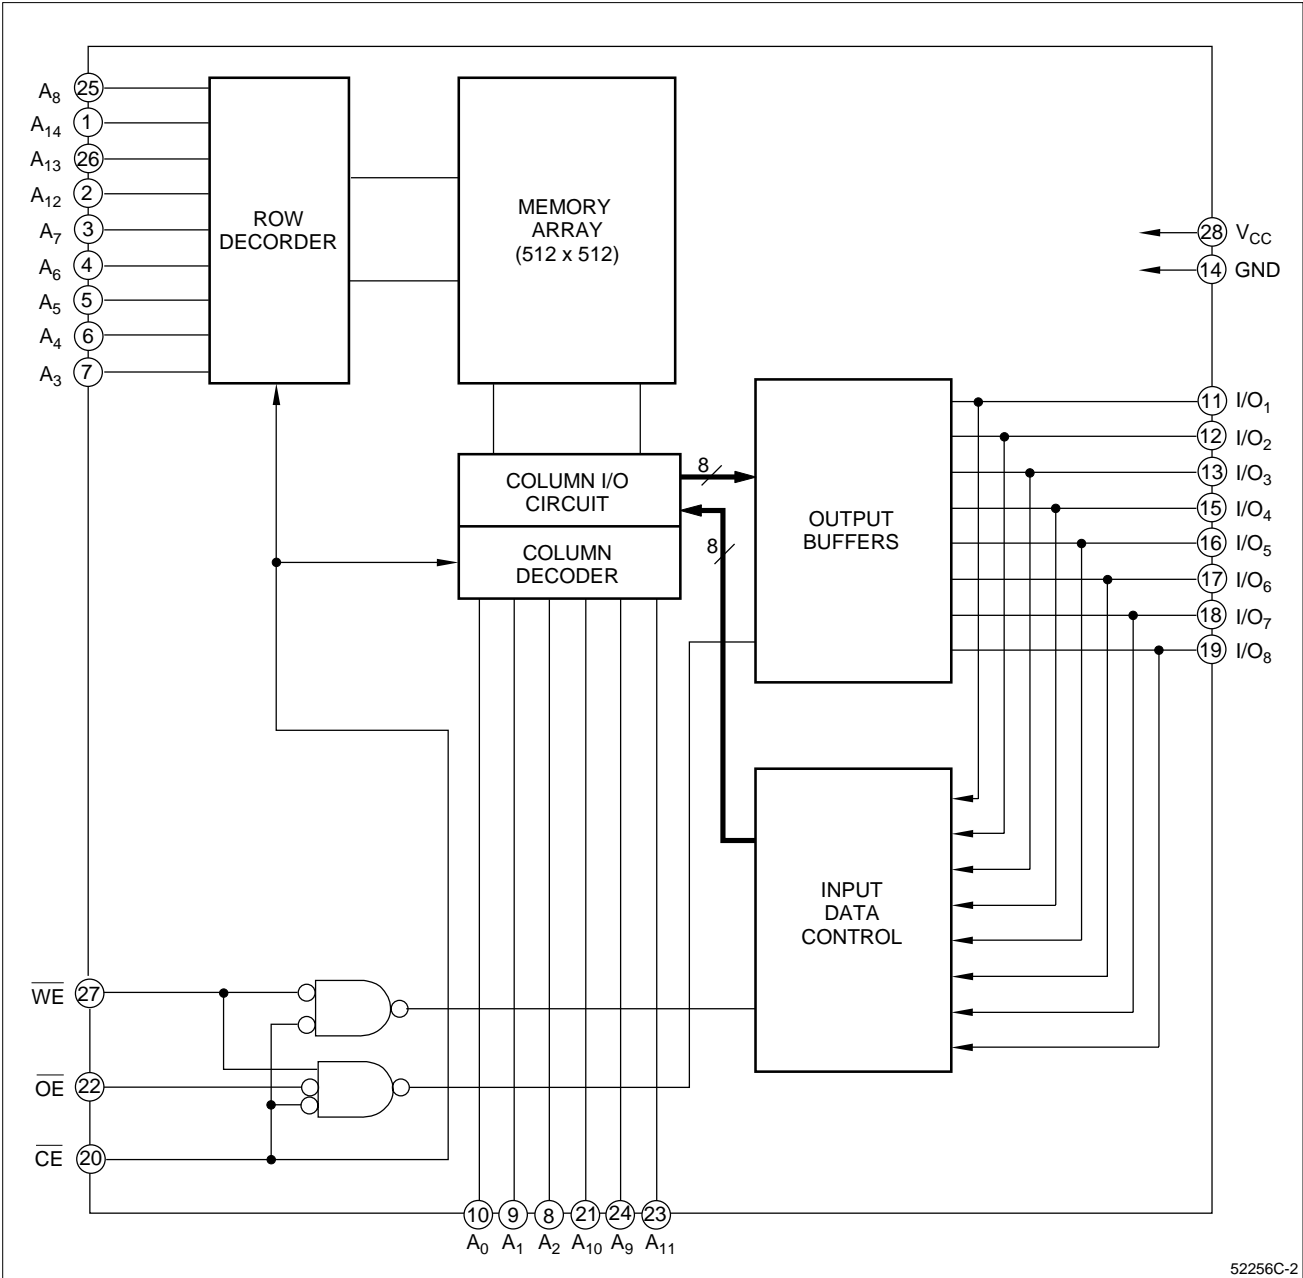 A8 25
A14 1
A13 26
A12 2
A7 3
A6 4
A5 5
A4 6
A3 7
ROW
DECORDER
MEMORY
ARRAY
(512 x 512)
28 VCC
14 GND
COLUMN I/O
CIRCUIT
COLUMN
DECODER
8
8
OUTPUT
BUFFERS
11 I/O1
12 I/O2
13 I/O3
15 I/O4
16 I/O5
17 I/O6
18 I/O7
19 I/O8
INPUT
DATA
CONTROL
WE 27
OE 22
CE 20
10 9 8 21 24 23
A0 A1 A2 A10 A9 A11
52256C-2